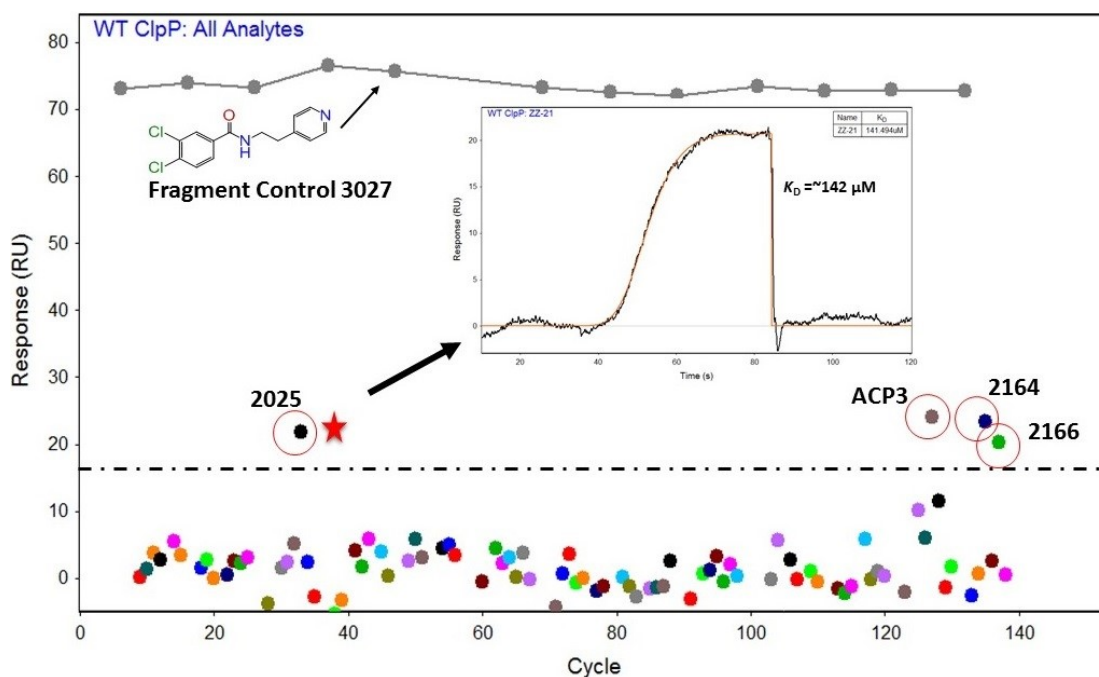 WT ClpP: All Analytes
Response (RU)
80
70
60
50
40
30
20
10
0
0 20 40 60 80 100 120 140
Cycle
Cl
Cl
O
N
H
N
Fragment Control 3027
WT ClpP: ZZ-21
Name KD
ZZ-21 141.494uM
KD =~142 μM
Response (RU)
20
15
10
5
0
20 40 60 80 100 120
Time (s)
2025
ACP3
2164
2166